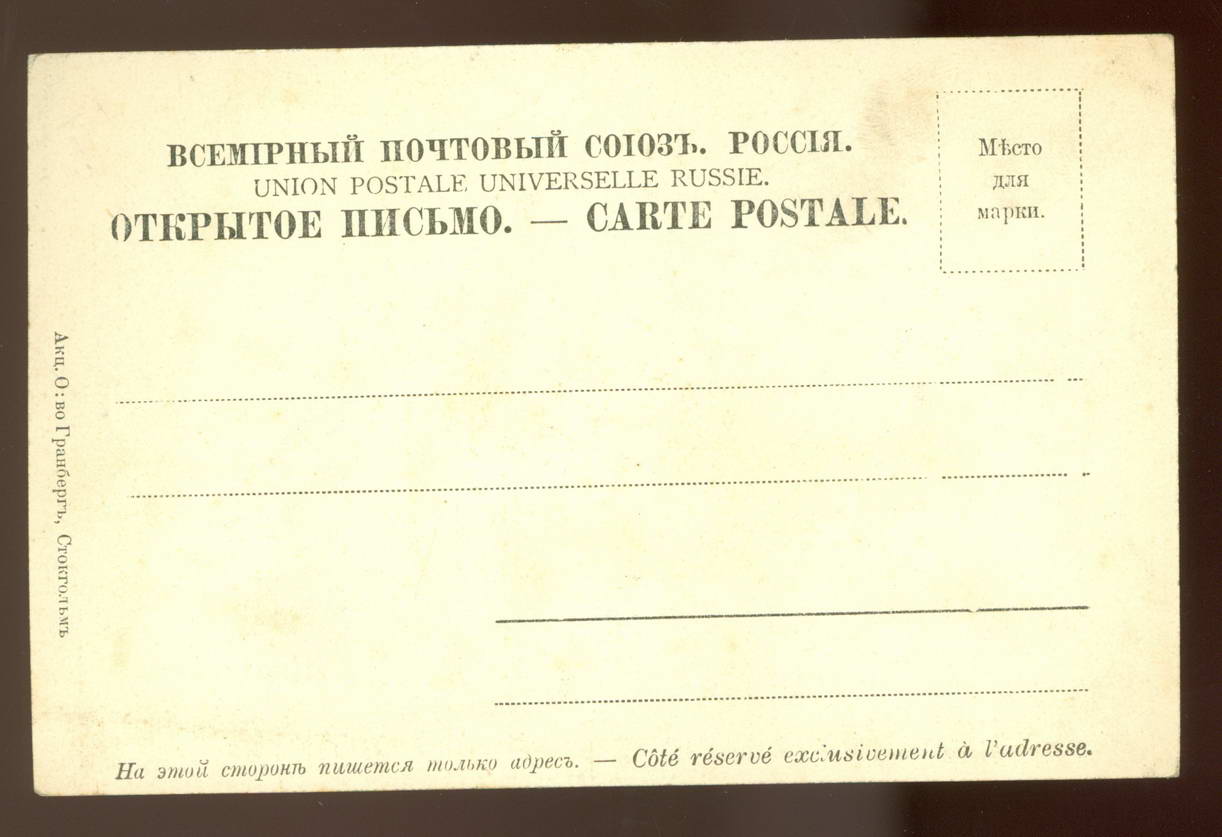 ВСЕМІРНЫЙ ПОЧТОВЫЙ СОЮЗЪ. РОССІЯ.
UNION POSTALE UNIVERSELLE RUSSIE.
ОТКРЫТОЕ ПИСЬМО. — CARTE POSTALE.
Мѣсто
для
марки.
Акц. О: во Гранбергъ, Стокгольмъ
На этой сторонѣ пишется только адресъ. — Côté réservé exclusivement à l'adresse.